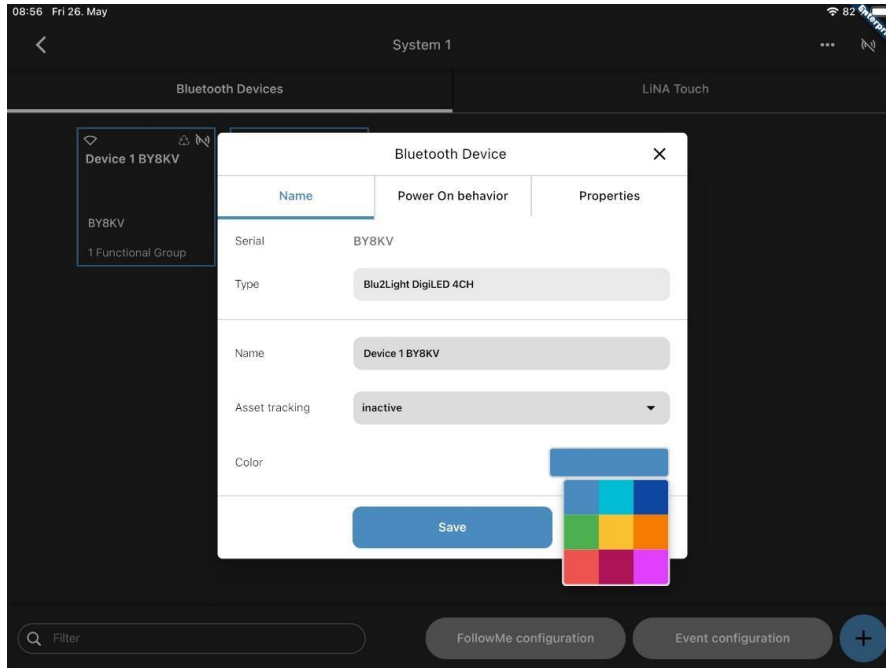 08:56 Fri 26. May
82
System 1
Bluetooth Devices
LiNA Touch
Device 1 BY8KV
BY8KV
1 Functional Group
Bluetooth Device
Name
Power On behavior
Properties
Serial
BY8KV
Type
Blu2Light DigiLED 4CH
Name
Device 1 BY8KV
Asset tracking
inactive
Color
Save
Filter
FollowMe configuration
Event configuration